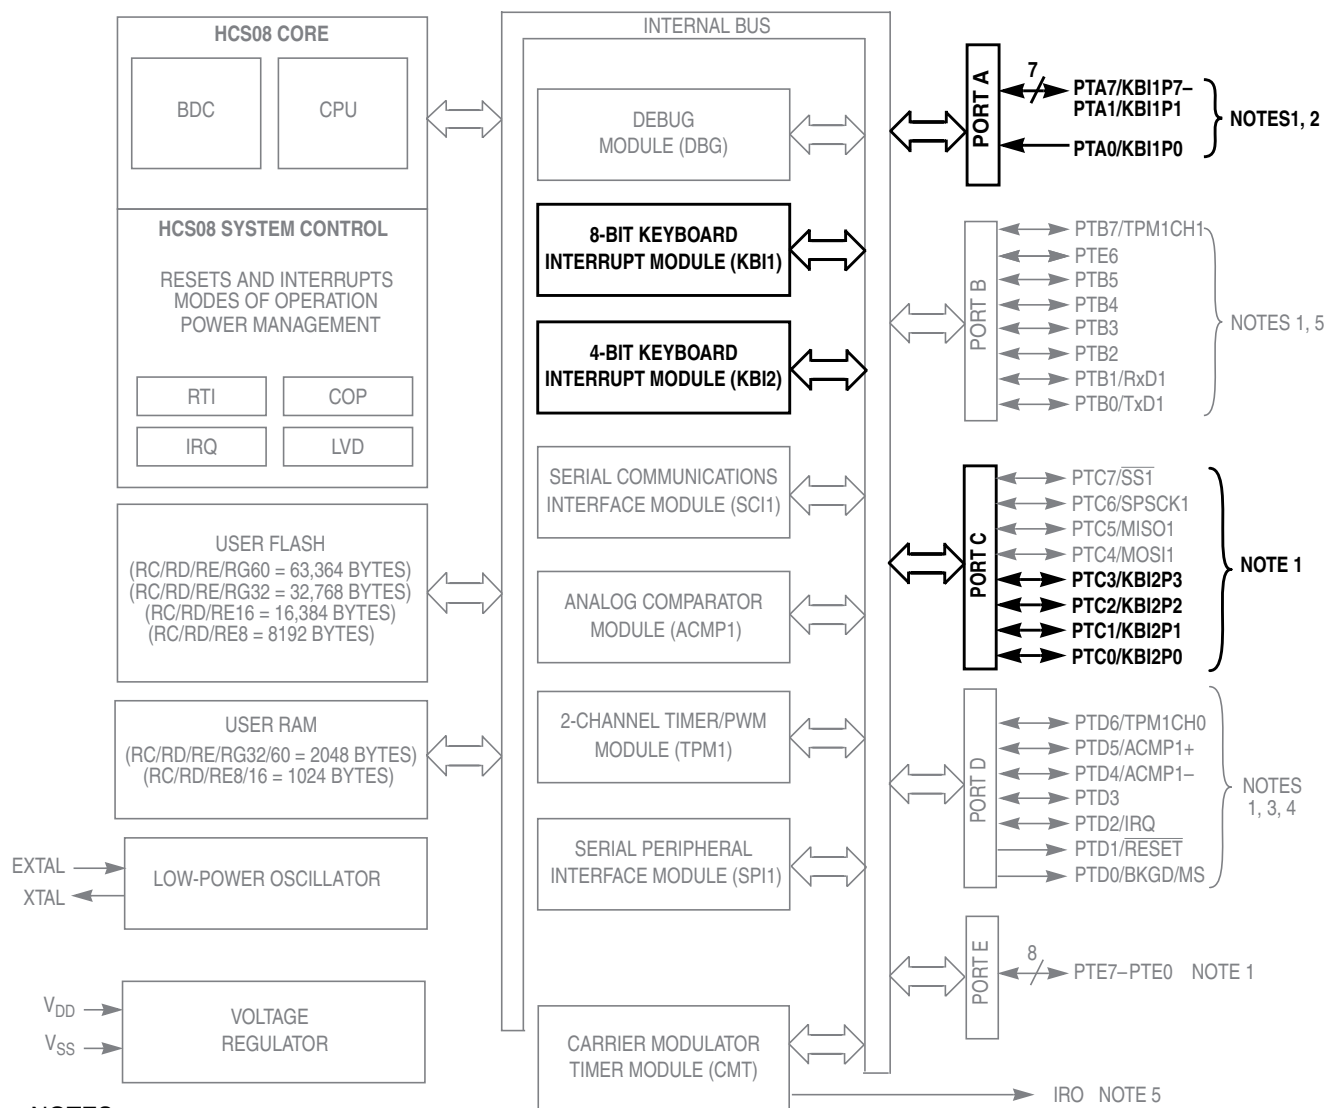 HCS08 CORE
BDC
CPU
HCS08 SYSTEM CONTROL
RESETS AND INTERRUPTS
MODES OF OPERATION
POWER MANAGEMENT
RTI
COP
IRQ
LVD
USER FLASH
(RC/RD/RE/RG60 = 63,364 BYTES)
(RC/RD/RE/RG32 = 32,768 BYTES)
(RC/RD/RE16 = 16,384 BYTES)
(RC/RD/RE8 = 8192 BYTES)
USER RAM
(RC/RD/RE/RG32/60 = 2048 BYTES)
(RC/RD/RE8/16 = 1024 BYTES)
EXTAL
XTAL
LOW-POWER OSCILLATOR
VDD
VSS
VOLTAGE
REGULATOR
INTERNAL BUS
DEBUG
MODULE (DBG)
8-BIT KEYBOARD
INTERRUPT MODULE (KBI1)
4-BIT KEYBOARD
INTERRUPT MODULE (KBI2)
SERIAL COMMUNICATIONS
INTERFACE MODULE (SCI1)
ANALOG COMPARATOR
MODULE (ACMP1)
2-CHANNEL TIMER/PWM
MODULE (TPM1)
SERIAL PERIPHERAL
INTERFACE MODULE (SPI1)
CARRIER MODULATOR
TIMER MODULE (CMT)
PORT A
7
PTA7/KBI1P7–
PTA1/KBI1P1
PTA0/KBI1P0
NOTES1, 2
PORT B
PTB7/TPM1CH1
PTE6
PTB5
PTB4
PTB3
PTB2
PTB1/RxD1
PTB0/TxD1
NOTES 1, 5
PORT C
PTC7/SS1
PTC6/SPSCK1
PTC5/MISO1
PTC4/MOSI1
PTC3/KBI2P3
PTC2/KBI2P2
PTC1/KBI2P1
PTC0/KBI2P0
NOTE 1
PORT D
PTD6/TPM1CH0
PTD5/ACMP1+
PTD4/ACMP1–
PTD3
PTD2/IRQ
PTD1/RESET
PTD0/BKGD/MS
NOTES
1, 3, 4
PORT E
8
PTE7–PTE0 NOTE 1
IRO NOTE 5